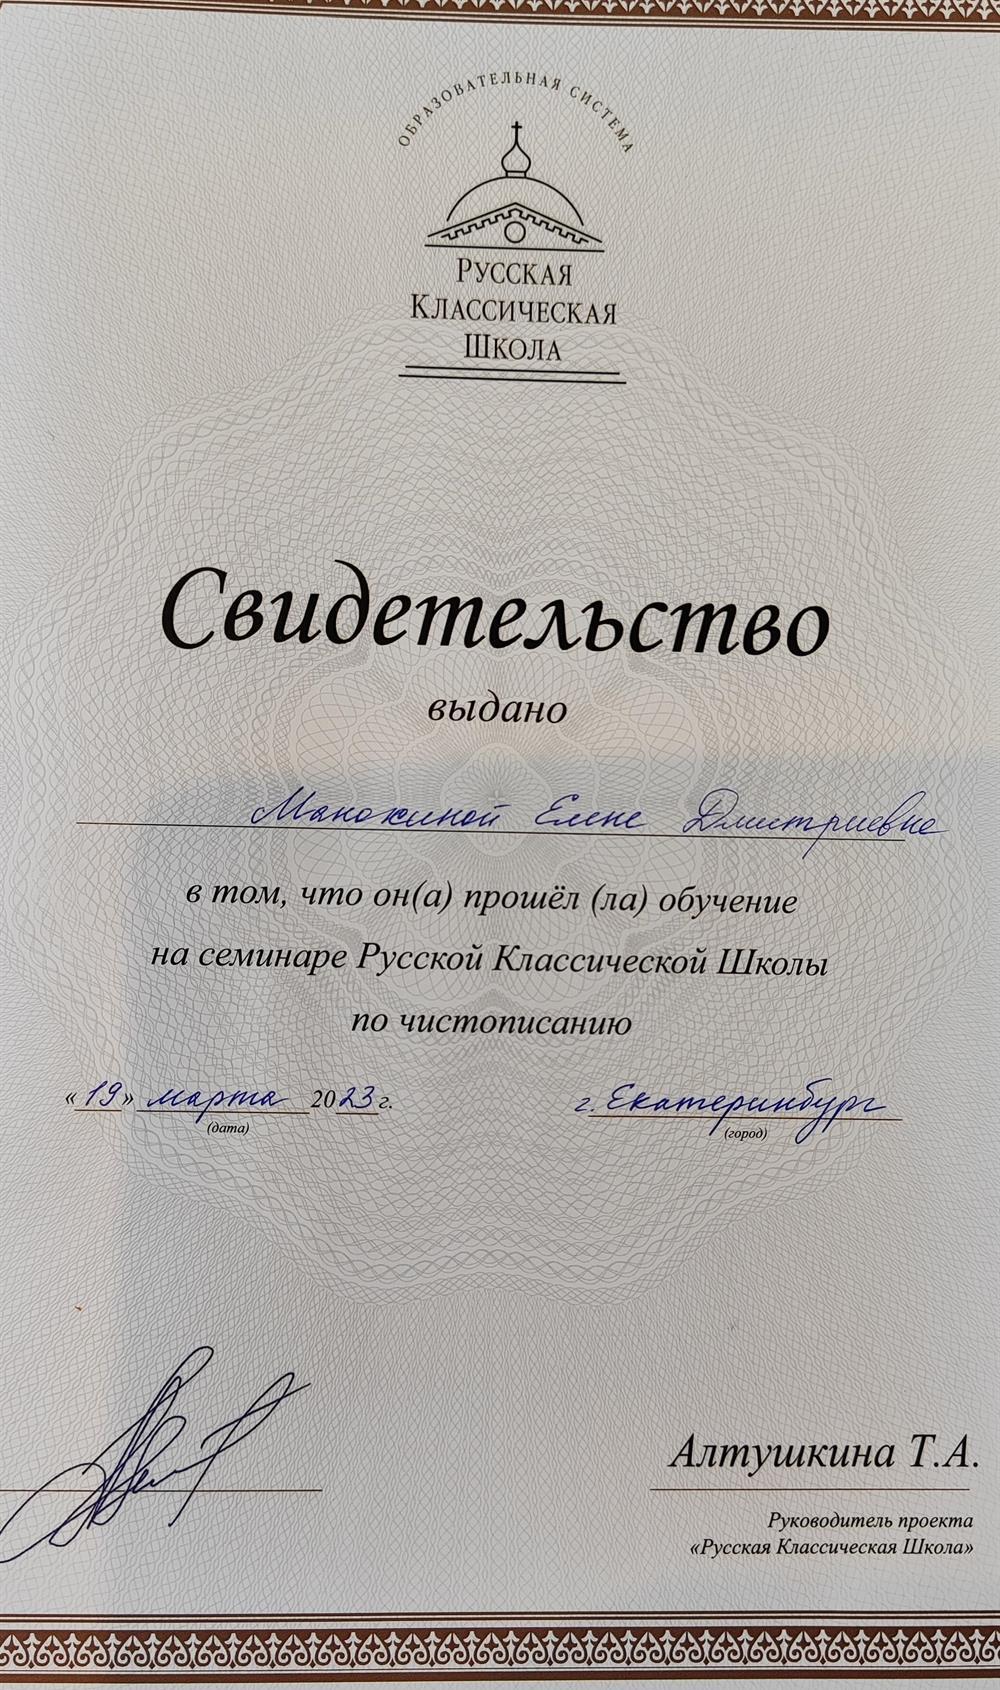 ОБРАЗОВАТЕЛЬНАЯ СИСТЕМА
РУССКАЯ
КЛАССИЧЕСКАЯ
ШКОЛА
Свидетельство
выдано
Манохиной Елене Дмитриевне
в том, что он(а) прошёл (ла) обучение
на семинаре Русской Классической Школы
по чистописанию
«19» марта 2023 г. г. Екатеринбург
(дата) (город)
Алтушкина Т.А.
Руководитель проекта
«Русская Классическая Школа»